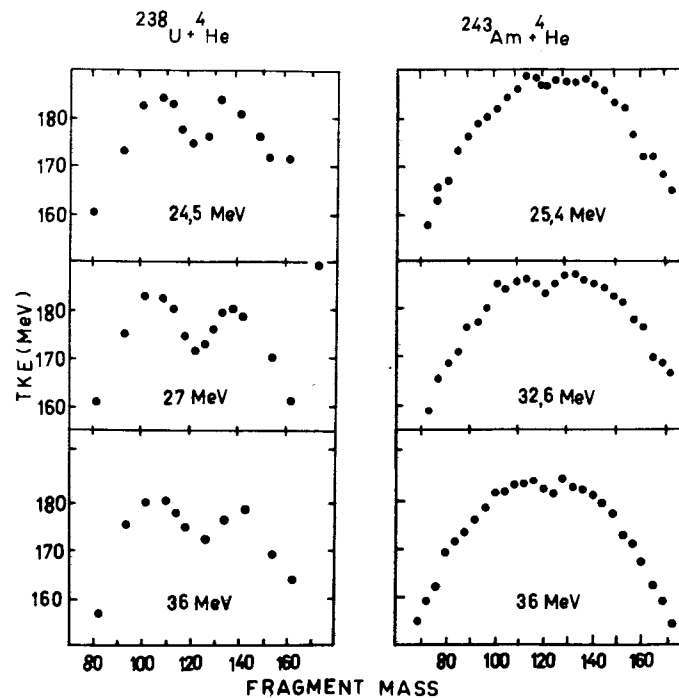 238U + 4He
243Am + 4He
TKE (MeV)
180
170
160
24,5 MeV
25,4 MeV
180
170
160
27 MeV
32,6 MeV
180
170
160
36 MeV
36 MeV
80 100 120 140 160
80 100 120 140 160
FRAGMENT MASS